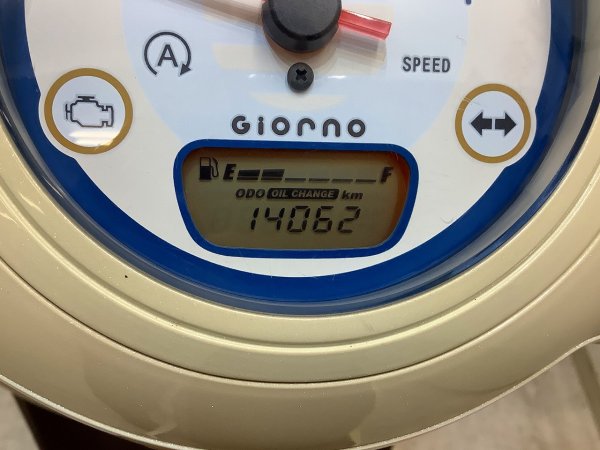 A
SPEED
GIORNO
E F
ODO OIL CHANGE km
14062